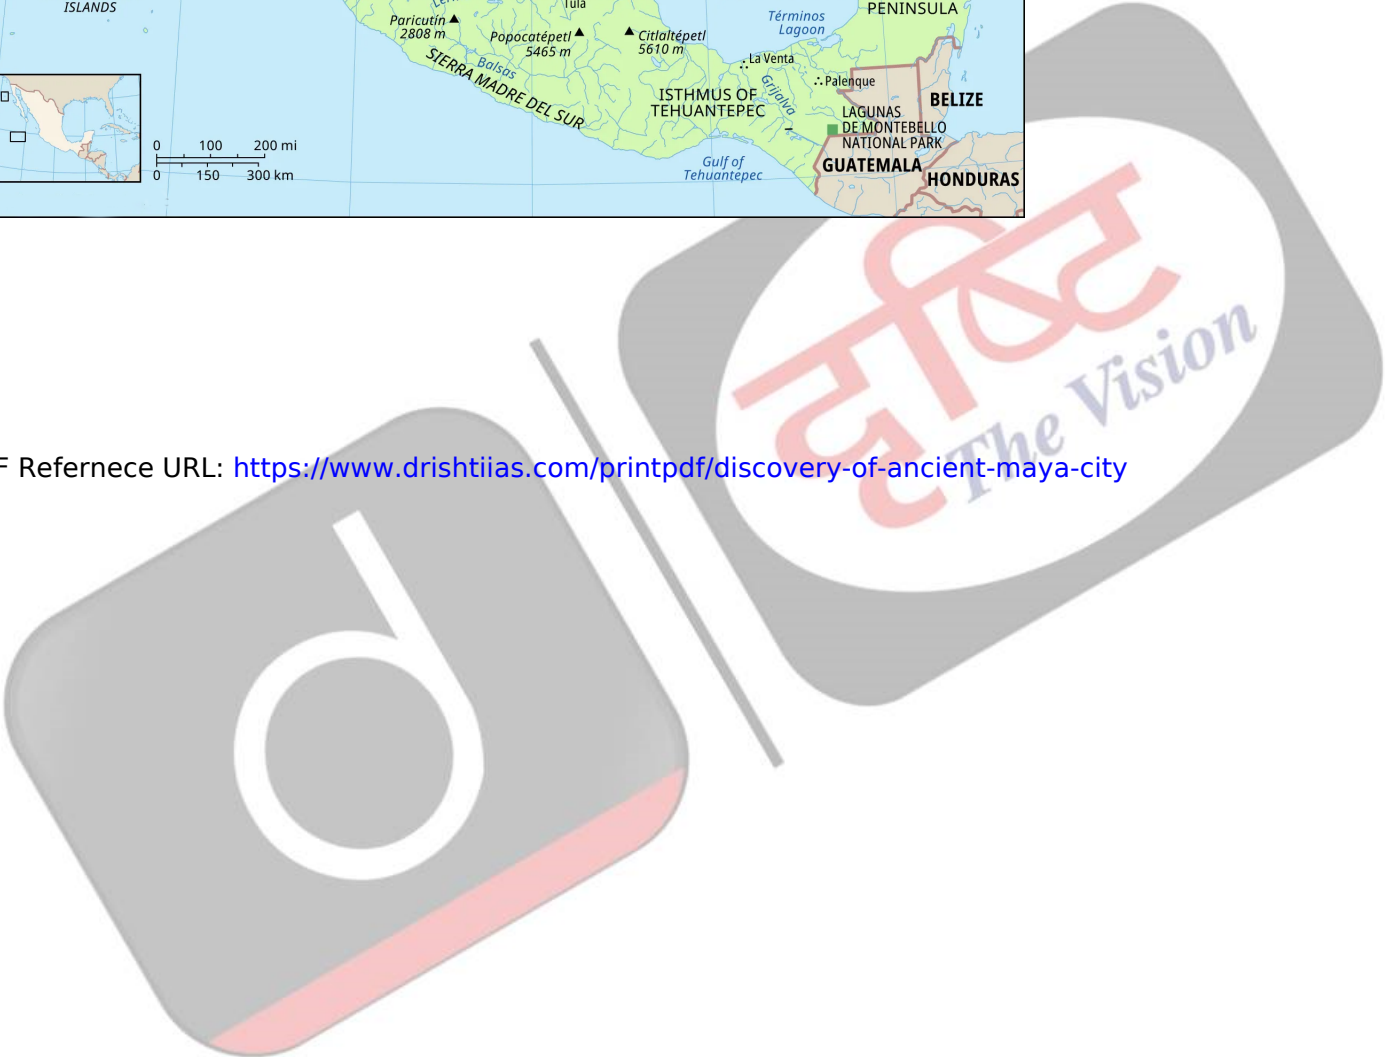 ISLANDS
Tula
PENINSULA
Paricutín
2808 m
Popocatépetl
5465 m
Citlaltépetl
5610 m
Términos
Lagoon
La Venta
Balsas
SIERRA MADRE DEL SUR
Grijalva
Palenque
ISTHMUS OF
TEHUANTEPEC
BELIZE
LAGUNAS
DE MONTEBELLO
NATIONAL PARK
0 100 200 mi
0 150 300 km
Gulf of
Tehuantepec
GUATEMALA
HONDURAS
दृष्टि
The Vision
F Refernece URL: https://www.drishtiias.com/printpdf/discovery-of-ancient-maya-city
d